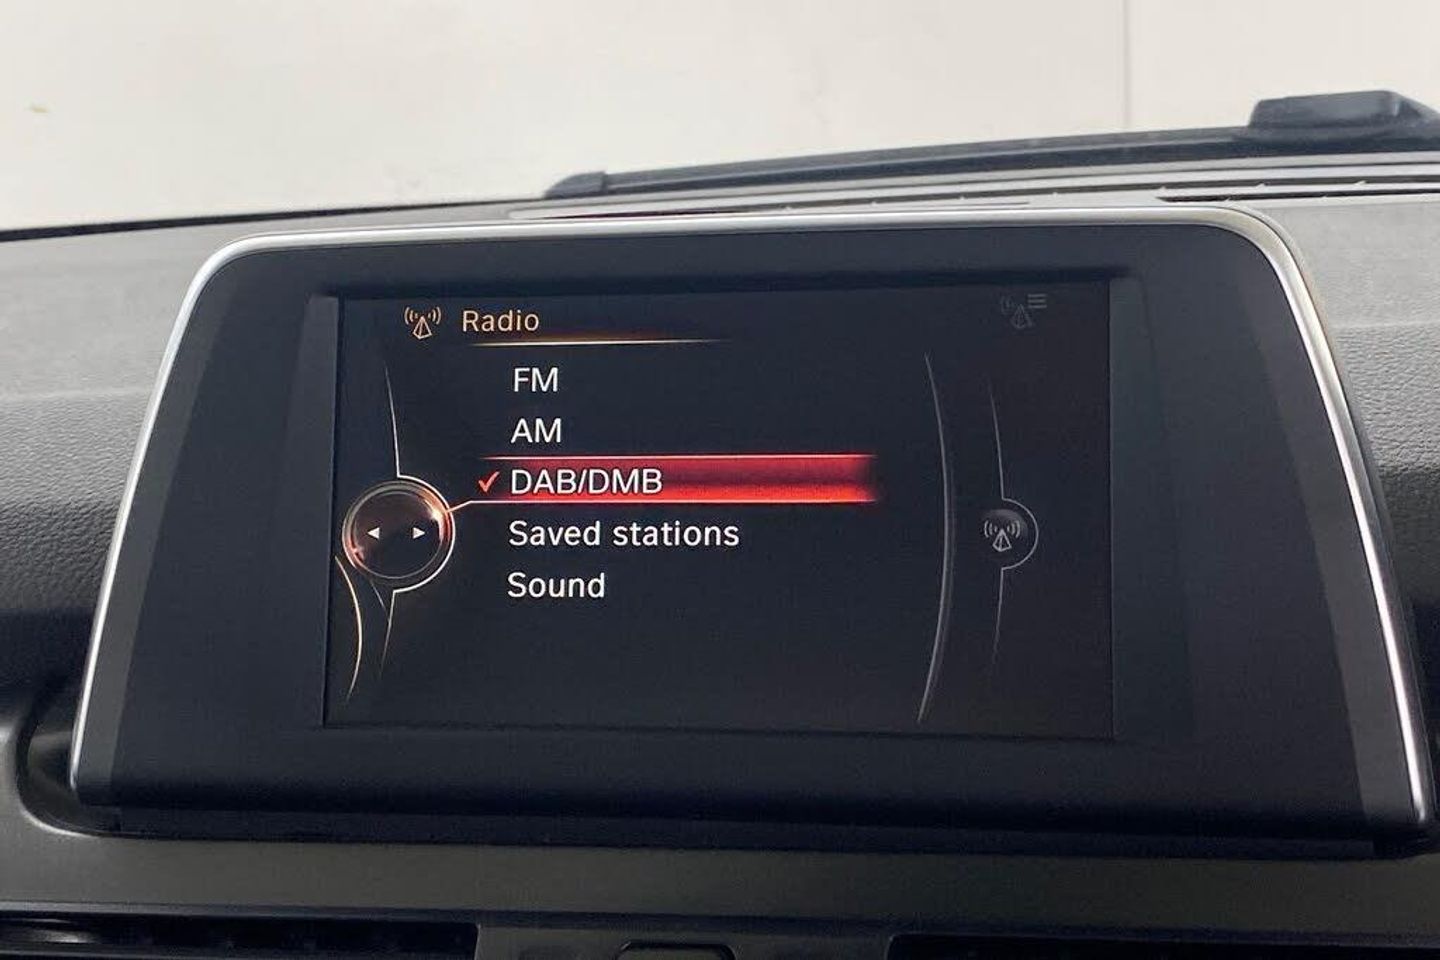 Radio
FM
AM
✓ DAB/DMB
Saved stations
Sound